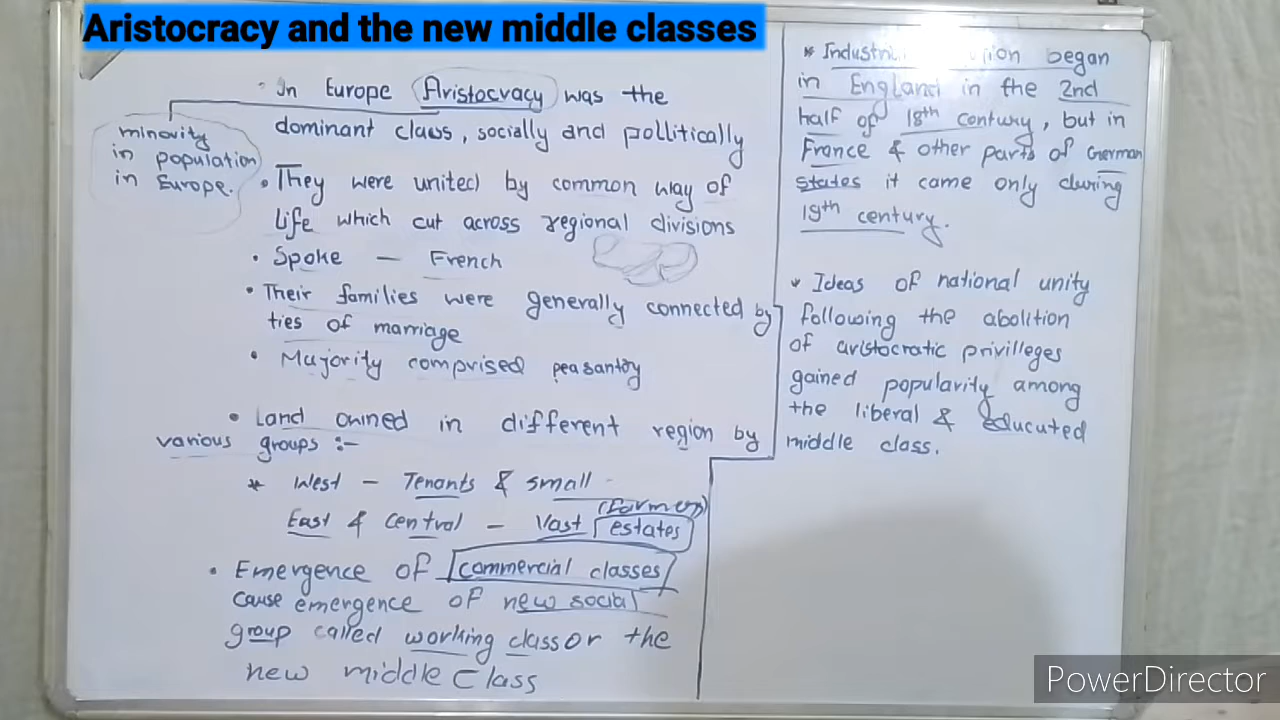 Aristocracy and the new middle classes
In Europe Aristocracy was the
dominant class, socially and pollitically
minority
in population
in Europe.
• They were united by common way of
life which cut across regional divisions
• Spoke — French
• Their families were generally connected by
ties of marriage
• Majority comprised peasantry
• Land owned in different region by
various groups :-
* West - Tenants & small
(farmers)
East & Central - Vast estates
• Emergence of commercial classes
cause emergence of new social
group called working class or the
new middle class
* Industrial began
in England in the 2nd
half of 18th century, but in
France & other parts of German
states it came only during
19th century.
* Ideas of national unity
following the abolition
of aristocratic privilleges
gained popularity among
the liberal & educated
middle class.
PowerDirector